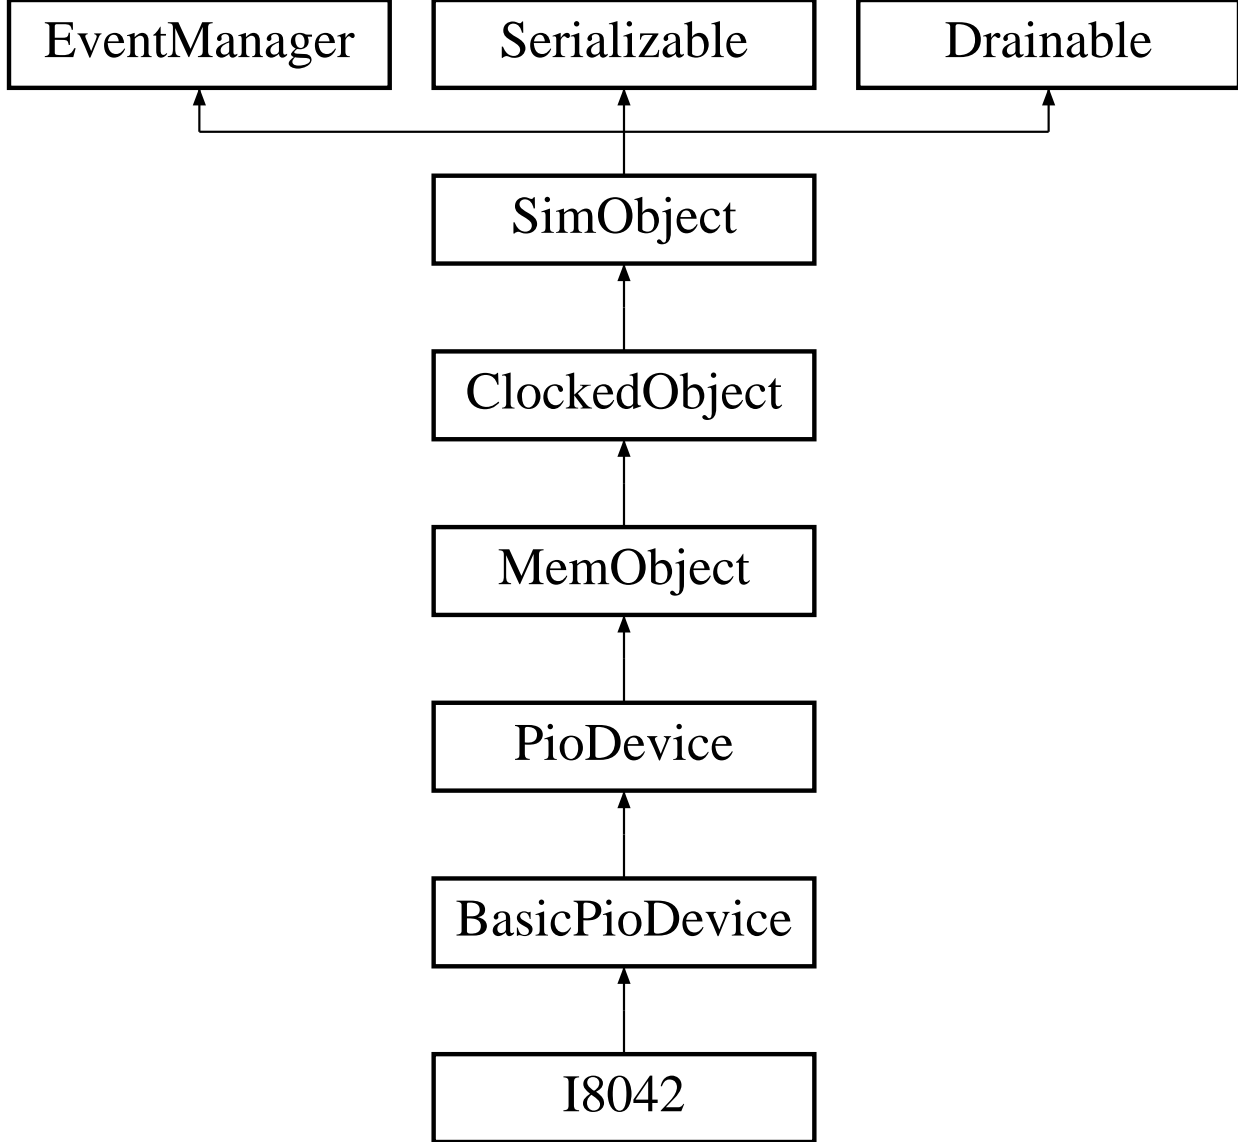 EventManager
Serializable
Drainable
SimObject
ClockedObject
MemObject
PioDevice
BasicPioDevice
I8042